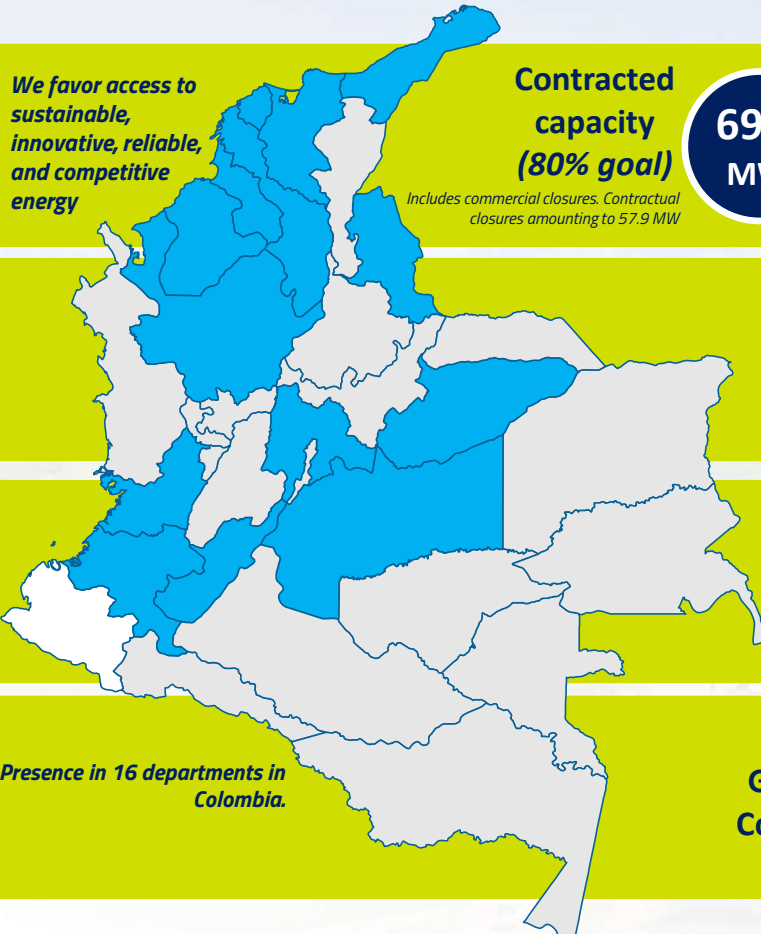 We favor access to
sustainable,
innovative, reliable,
and competitive
energy
Contracted
capacity
(80% goal)
Includes commercial closures. Contractual
closures amounting to 57.9 MW
69
Presence in 16 departments in
Colombia.